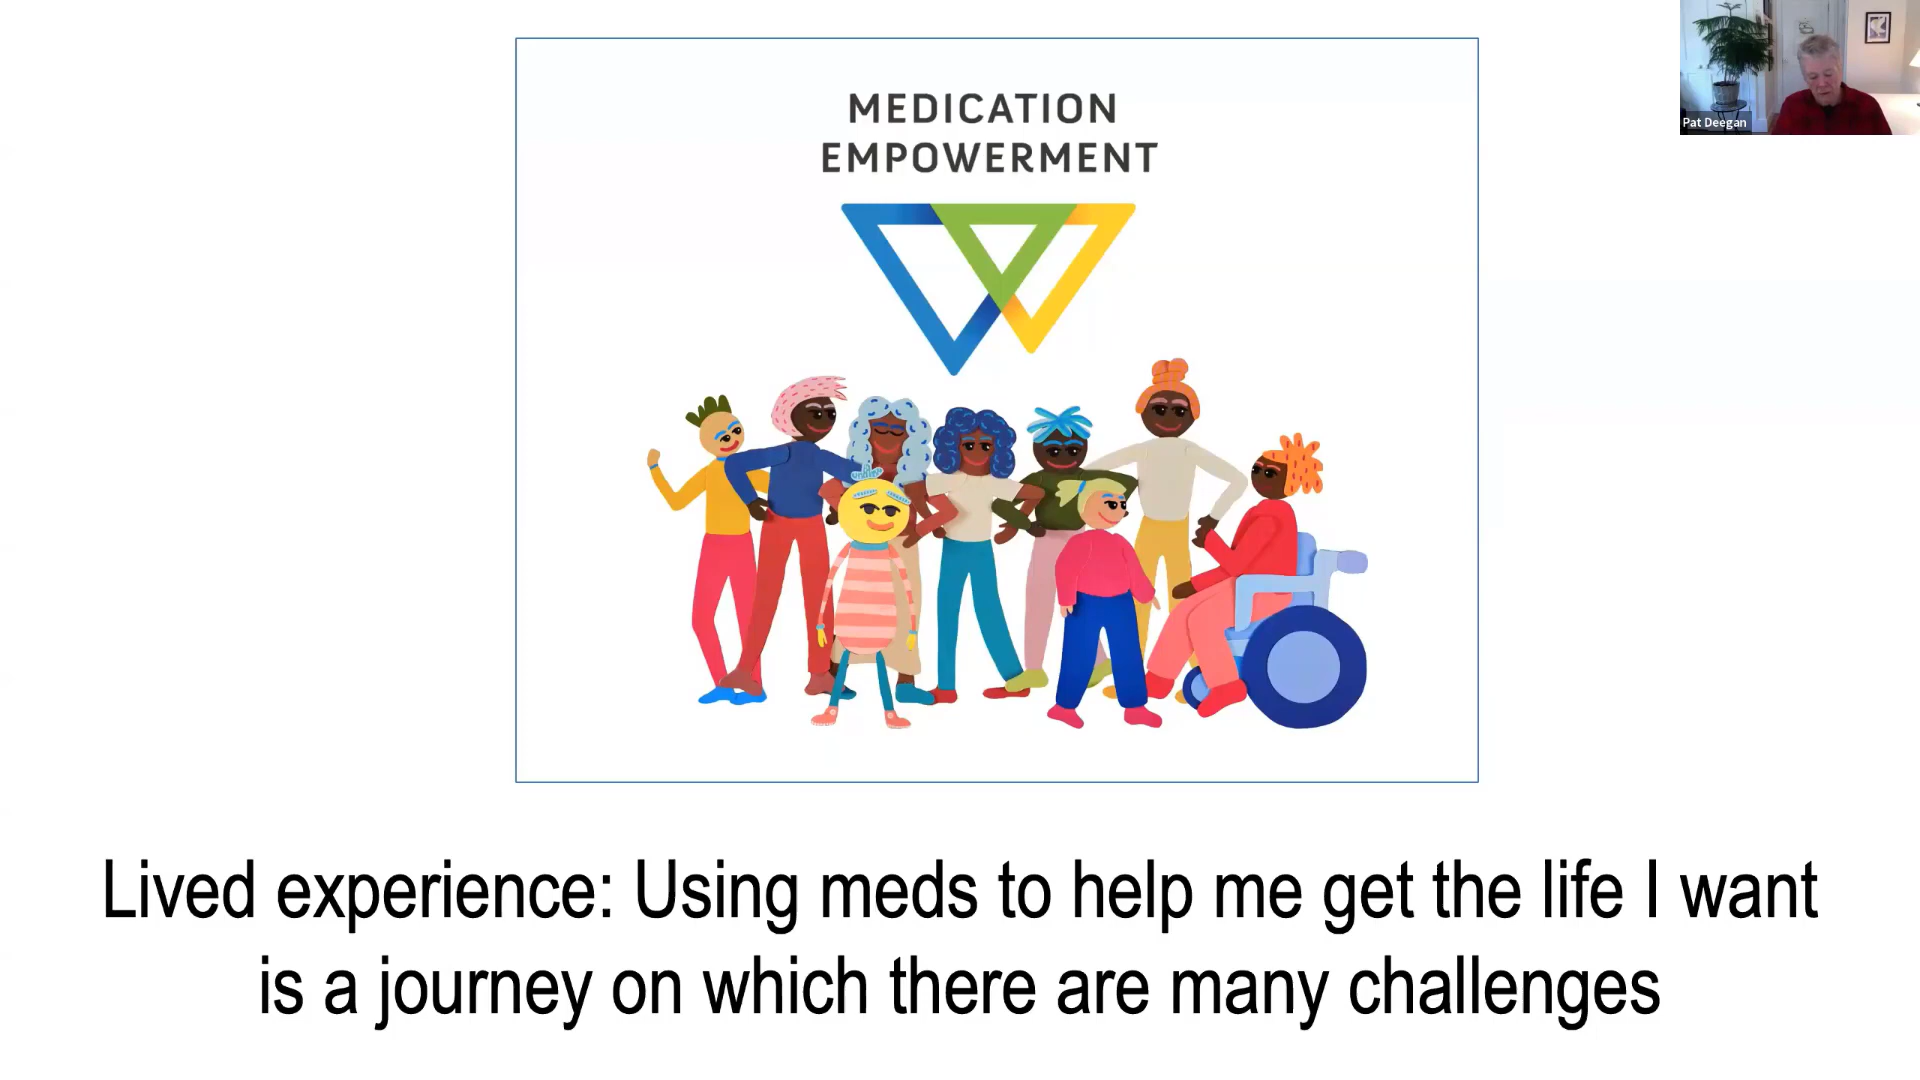 MEDICATION
EMPOWERMENT
Pat Deegan
Lived experience: Using meds to help me get the life I want
is a journey on which there are many challenges